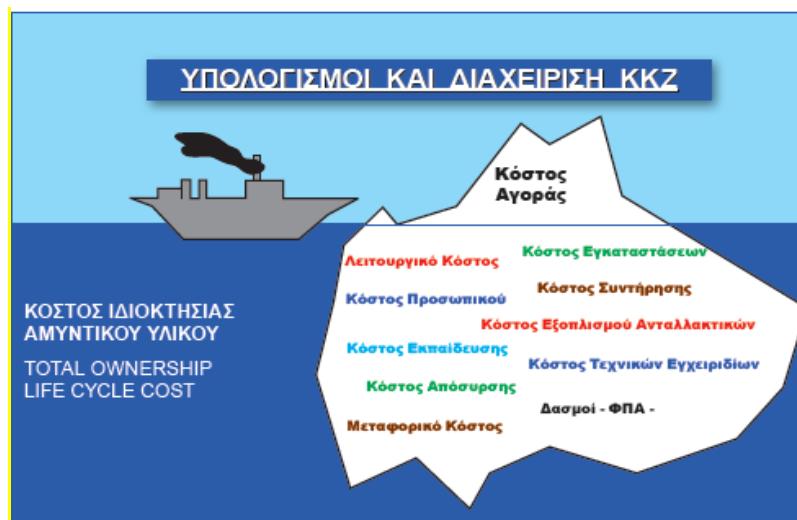 ΥΠΟΛΟΓΙΣΜΟΙ ΚΑΙ ΔΙΑΧΕΙΡΙΣΗ ΚΚΖ
Κόστος
Αγοράς
Λειτουργικό Κόστος
Κόστος Εγκαταστάσεων
Κόστος Προσωπικού
Κόστος Συντήρησης
Κόστος Εξοπλισμού Ανταλλακτικών
Κόστος Εκπαίδευσης
Κόστος Τεχνικών Εγχειριδίων
Κόστος Απόσυρσης
Δασμοί - ΦΠΑ -
Μεταφορικό Κόστος
ΚΟΣΤΟΣ ΙΔΙΟΚΤΗΣΙΑΣ
ΑΜΥΝΤΙΚΟΥ ΥΛΙΚΟΥ
TOTAL OWNERSHIP
LIFE CYCLE COST